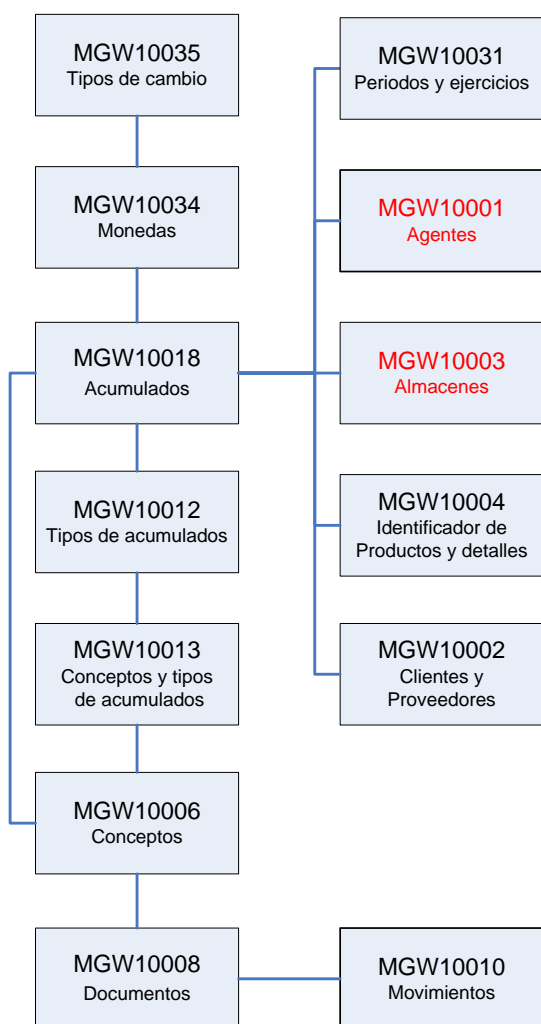 MGW10035
Tipos de cambio
MGW10034
Monedas
MGW10018
Acumulados
MGW10012
Tipos de acumulados
MGW10013
Conceptos y tipos
de acumulados
MGW10006
Conceptos
MGW10008
Documentos
MGW10031
Periodos y ejercicios
MGW10001
Agentes
MGW10003
Almacenes
MGW10004
Identificador de
Productos y detalles
MGW10002
Clientes y
Proveedores
MGW10010
Movimientos